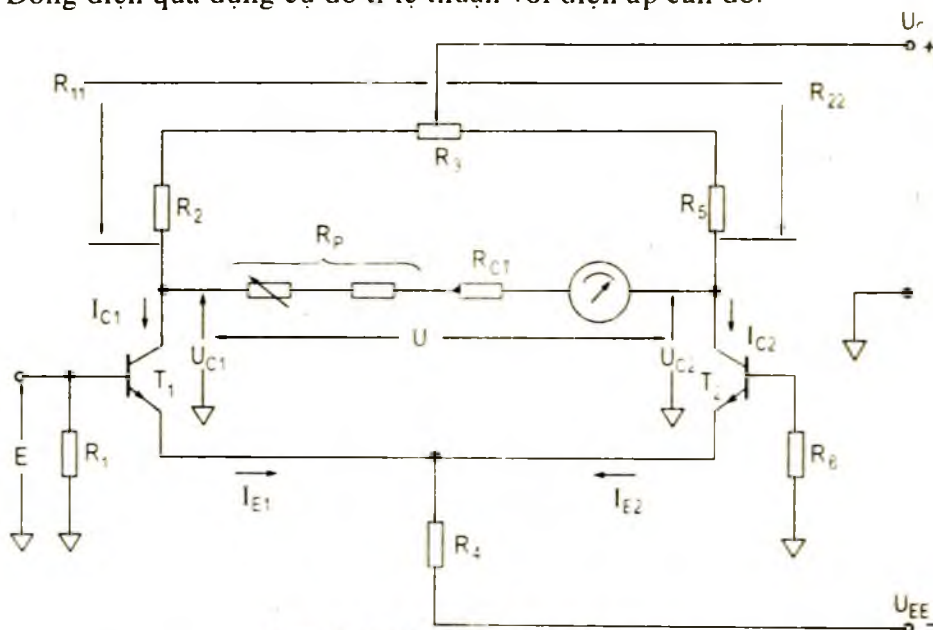 Dòng điện qua dụng cụ đo tỉ lệ thuận với điện áp cần đo.
+
R11
R22
R3
R2
R5
RP
RCT
IC1
U
IC2
UC1
UC2
T1
T2
E
R1
R6
IE1
IE2
R4
UEE
-